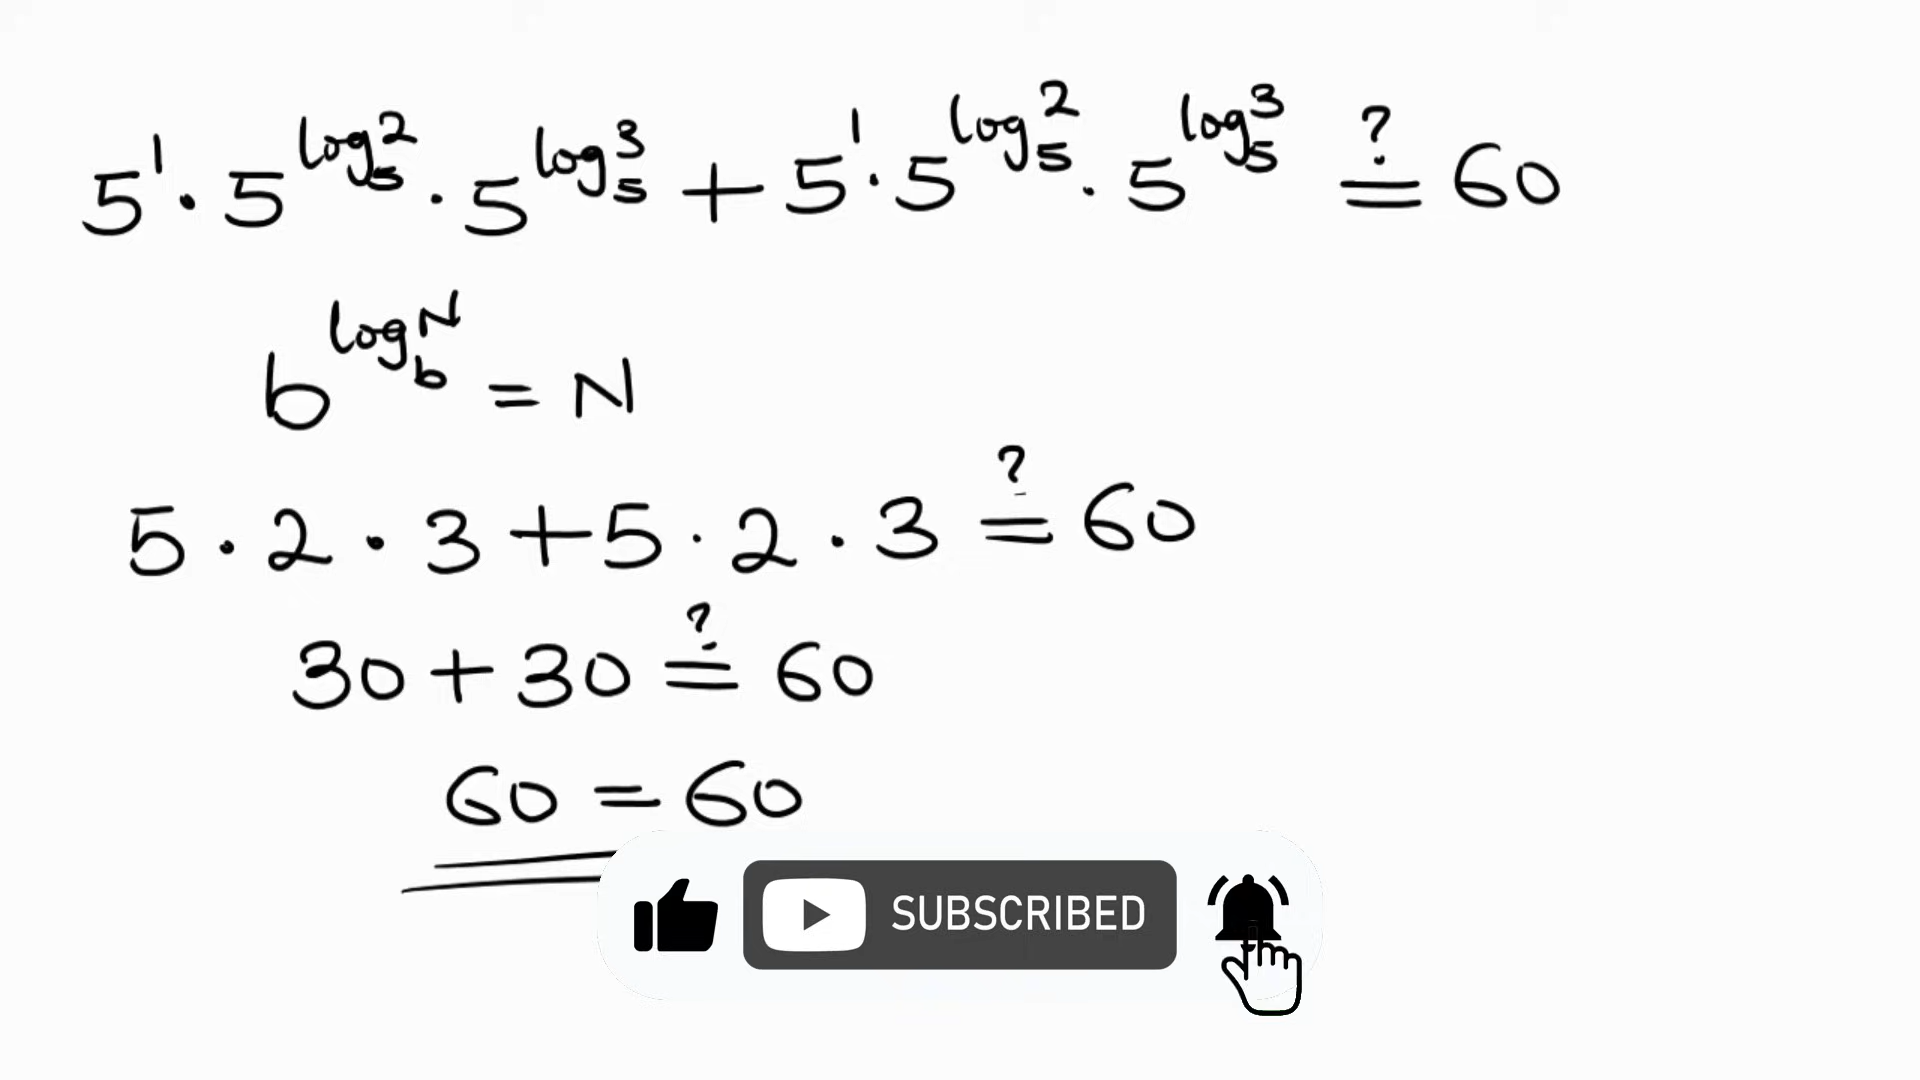 5¹ · 5^(log₅2) · 5^(log₅3) + 5¹ · 5^(log₅2) · 5^(log₅3) ≟ 60
b^(log_b N) = N
5 · 2 · 3 + 5 · 2 · 3 ≟ 60
30 + 30 ≟ 60
60 = 60
SUBSCRIBED